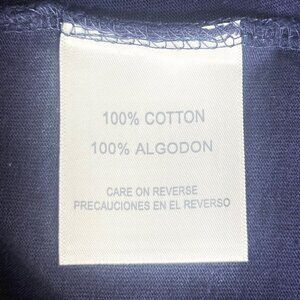 100% COTTON
100% ALGODON
CARE ON REVERSE
PRECAUCIONES EN EL REVERSO